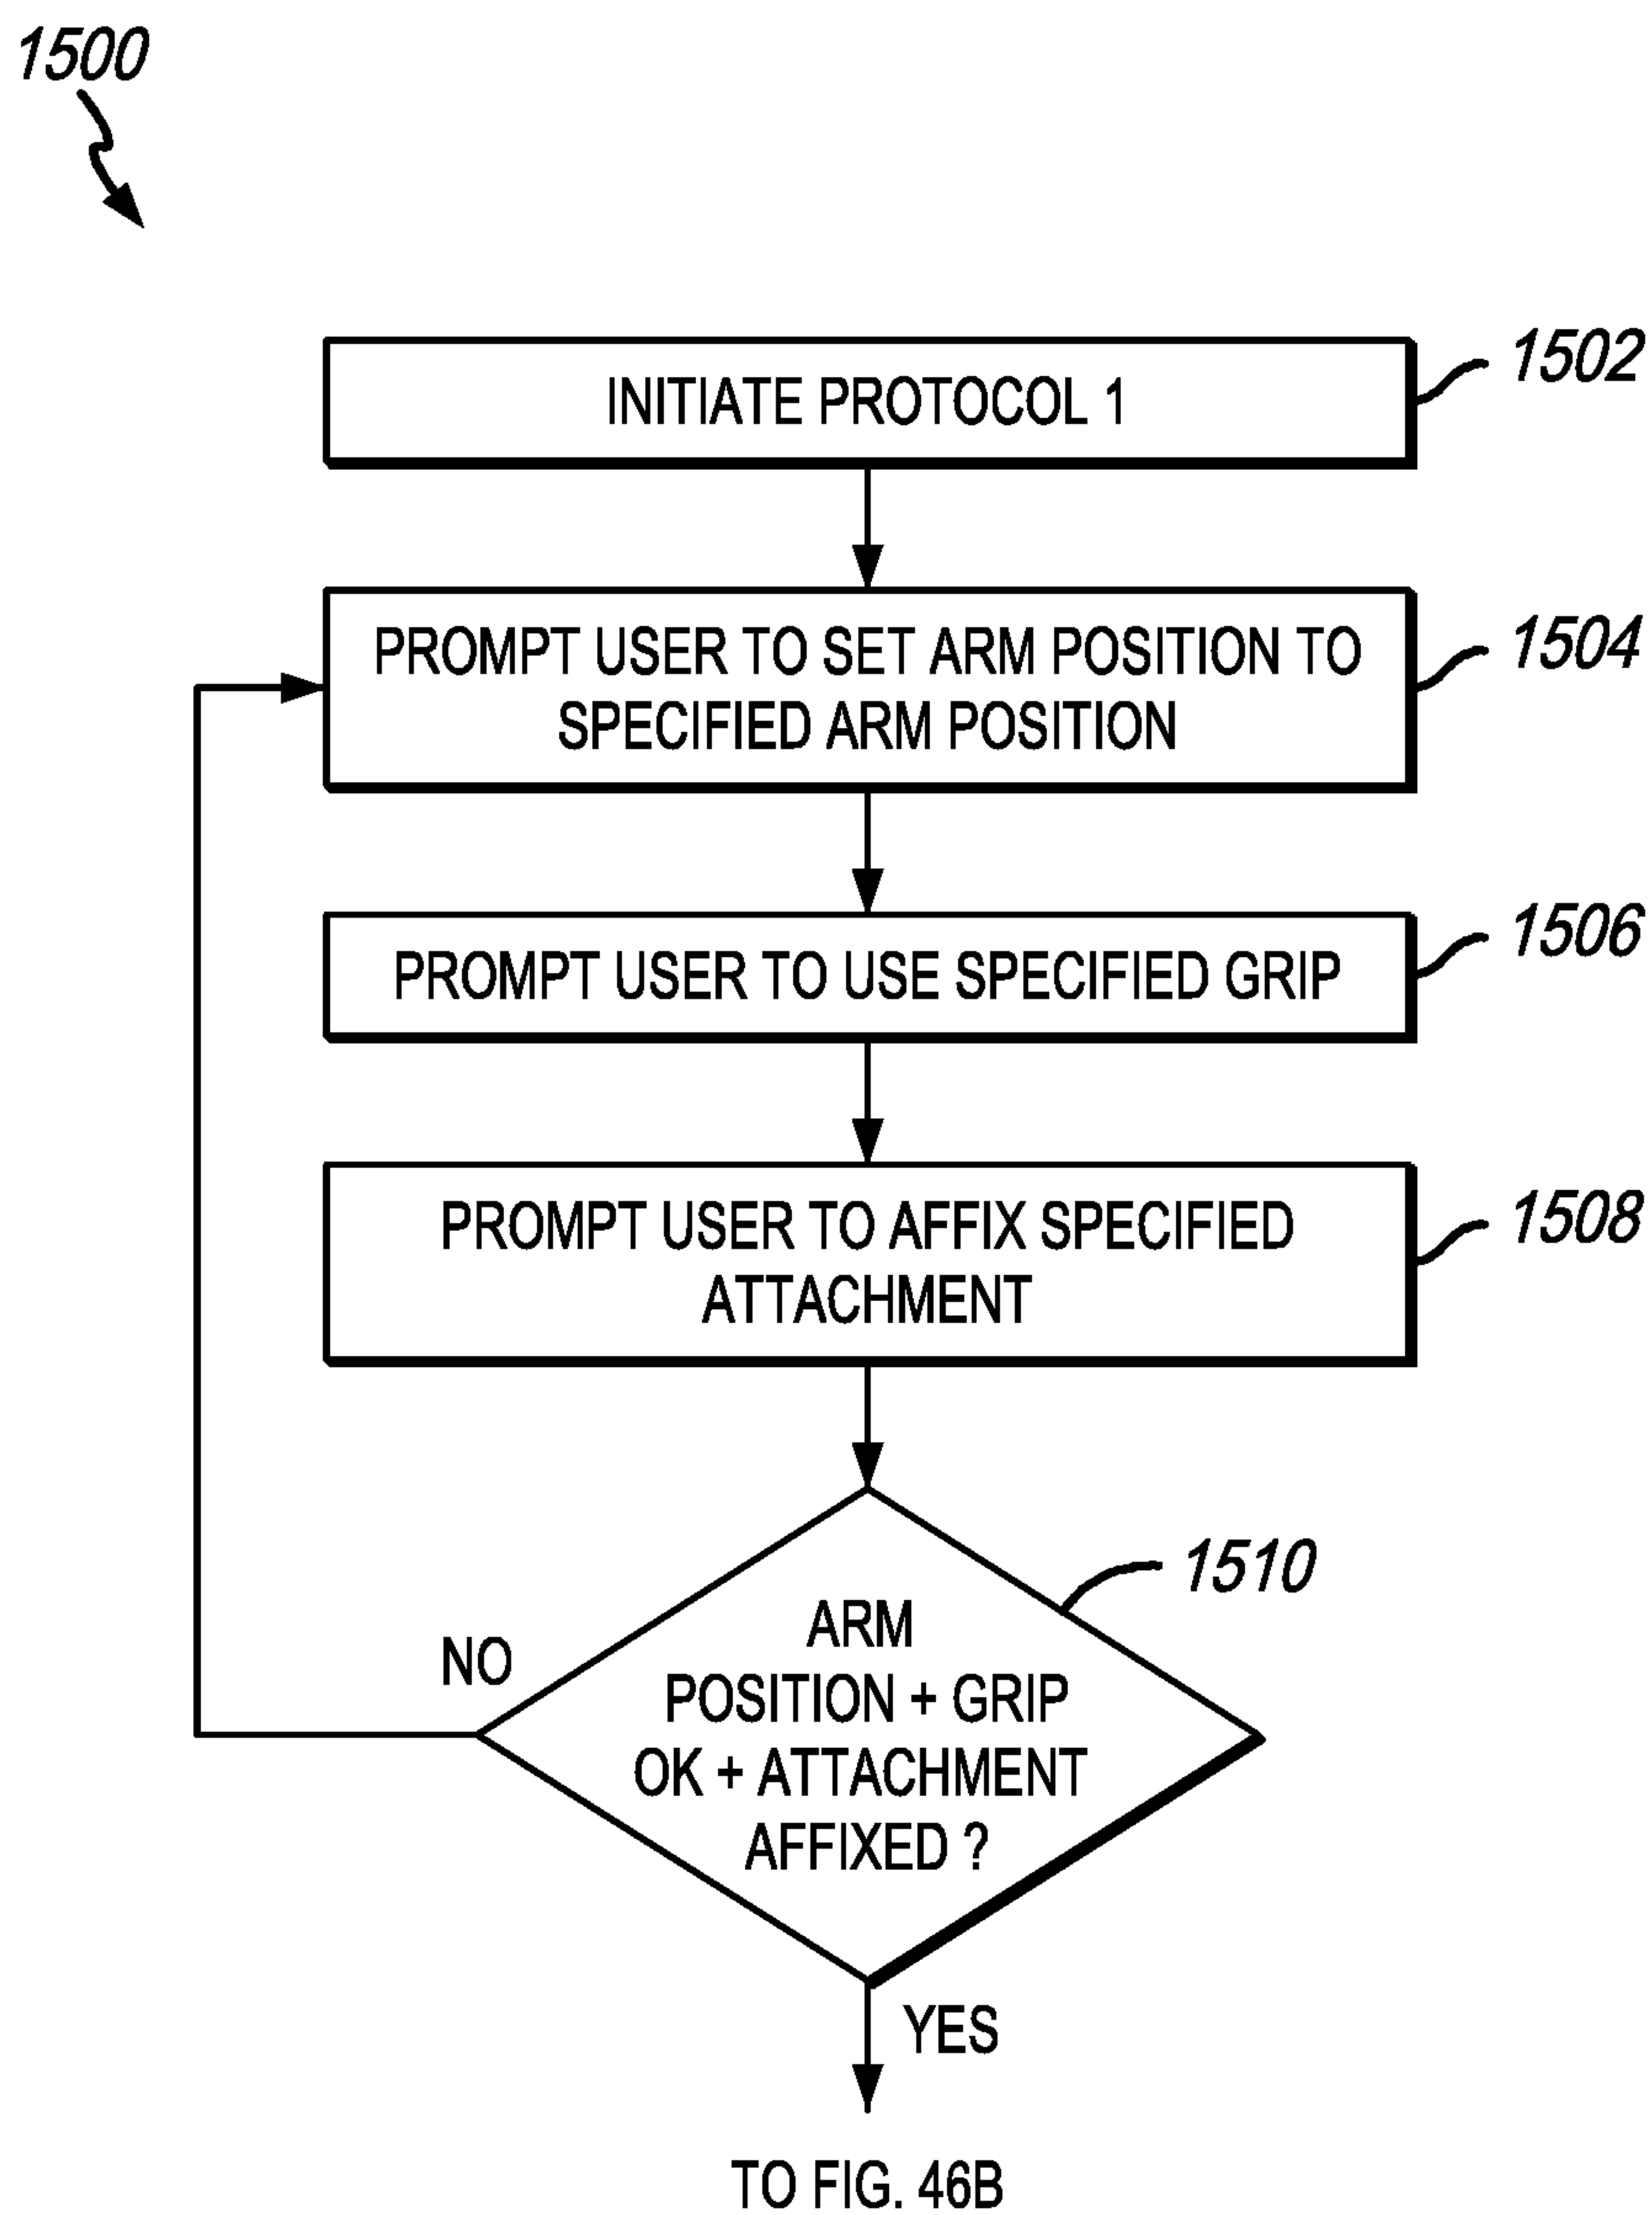 1500
INITIATE PROTOCOL 1
1502
PROMPT USER TO SET ARM POSITION TO
SPECIFIED ARM POSITION
1504
PROMPT USER TO USE SPECIFIED GRIP
1506
PROMPT USER TO AFFIX SPECIFIED
ATTACHMENT
1508
1510
ARM
POSITION + GRIP
OK + ATTACHMENT
AFFIXED ?
NO
YES
TO FIG. 46B